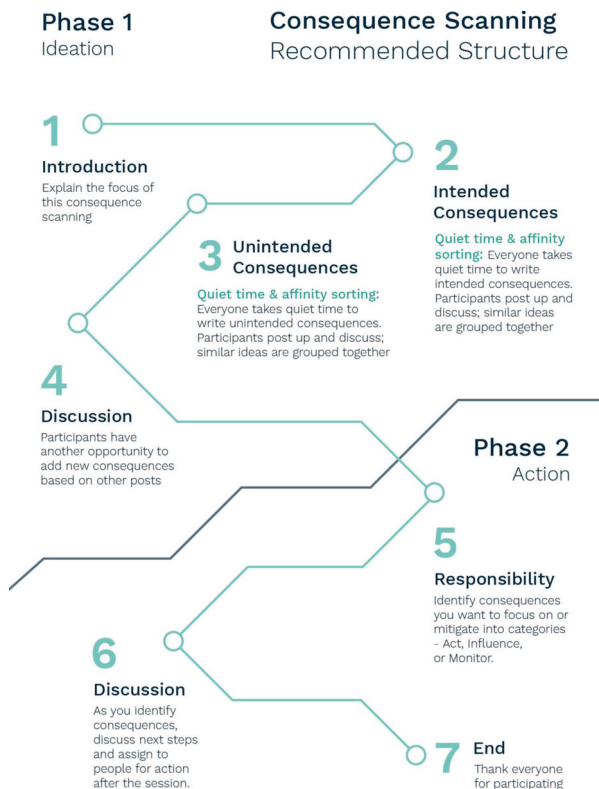 Phase 1
Ideation
Consequence Scanning
Recommended Structure
1
Introduction
Explain the focus of
this consequence
scanning
2
Intended
Consequences
Quiet time & affinity
sorting: Everyone takes
quiet time to write
intended consequences.
Participants post up and
discuss; similar ideas
are grouped together
3
Unintended
Consequences
Quiet time & affinity sorting:
Everyone takes quiet time to
write unintended consequences.
Participants post up and discuss;
similar ideas are grouped together
4
Discussion
Participants have
another opportunity to
add new consequences
based on other posts
Phase 2
Action
5
Responsibility
Identify consequences
you want to focus on or
mitigate into categories
- Act, Influence,
or Monitor.
6
Discussion
As you identify
consequences,
discuss next steps
and assign to
people for action
after the session.
7
End
Thank everyone
for participating